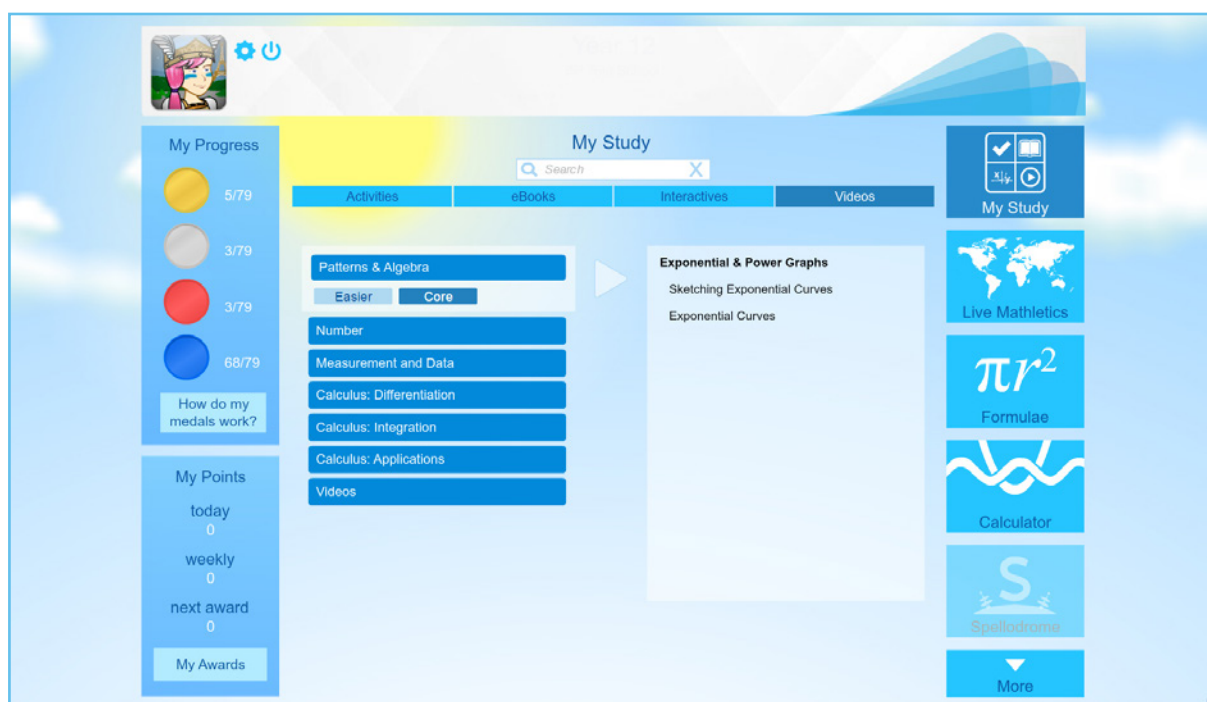 My Progress
5/79
3/79
3/79
68/79
How do my
medals work?
My Points
today
0
weekly
0
next award
0
My Awards
My Study
Search
X
Activities
eBooks
Interactives
Videos
Patterns & Algebra
Easier
Core
Number
Measurement and Data
Calculus: Differentiation
Calculus: Integration
Calculus: Applications
Videos
Exponential & Power Graphs
Sketching Exponential Curves
Exponential Curves
My Study
Live Mathletics
πr²
Formulae
Calculator
S
Spellodrome
More